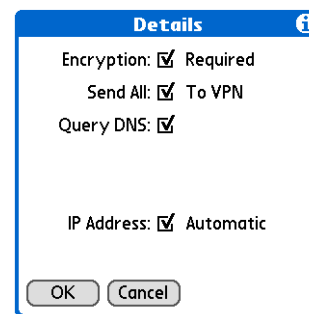 Details
Encryption: Required
Send All: To VPN
Query DNS:
IP Address: Automatic
OK Cancel